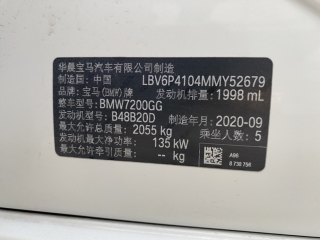 华晨宝马汽车有限公司制造
制造国：中国 LBV6P4104MMY52679
品牌：宝马(BMW)牌 发动机排量：1998 mL
整车型号：BMW7200GG
发动机型号：B48B20D 制造年月：2020-09
最大允许总质量：2055 kg 乘坐人数：5
发动机最大净功率：135 kW
最大允许牵引质量：-- kg
A96
8 738 756